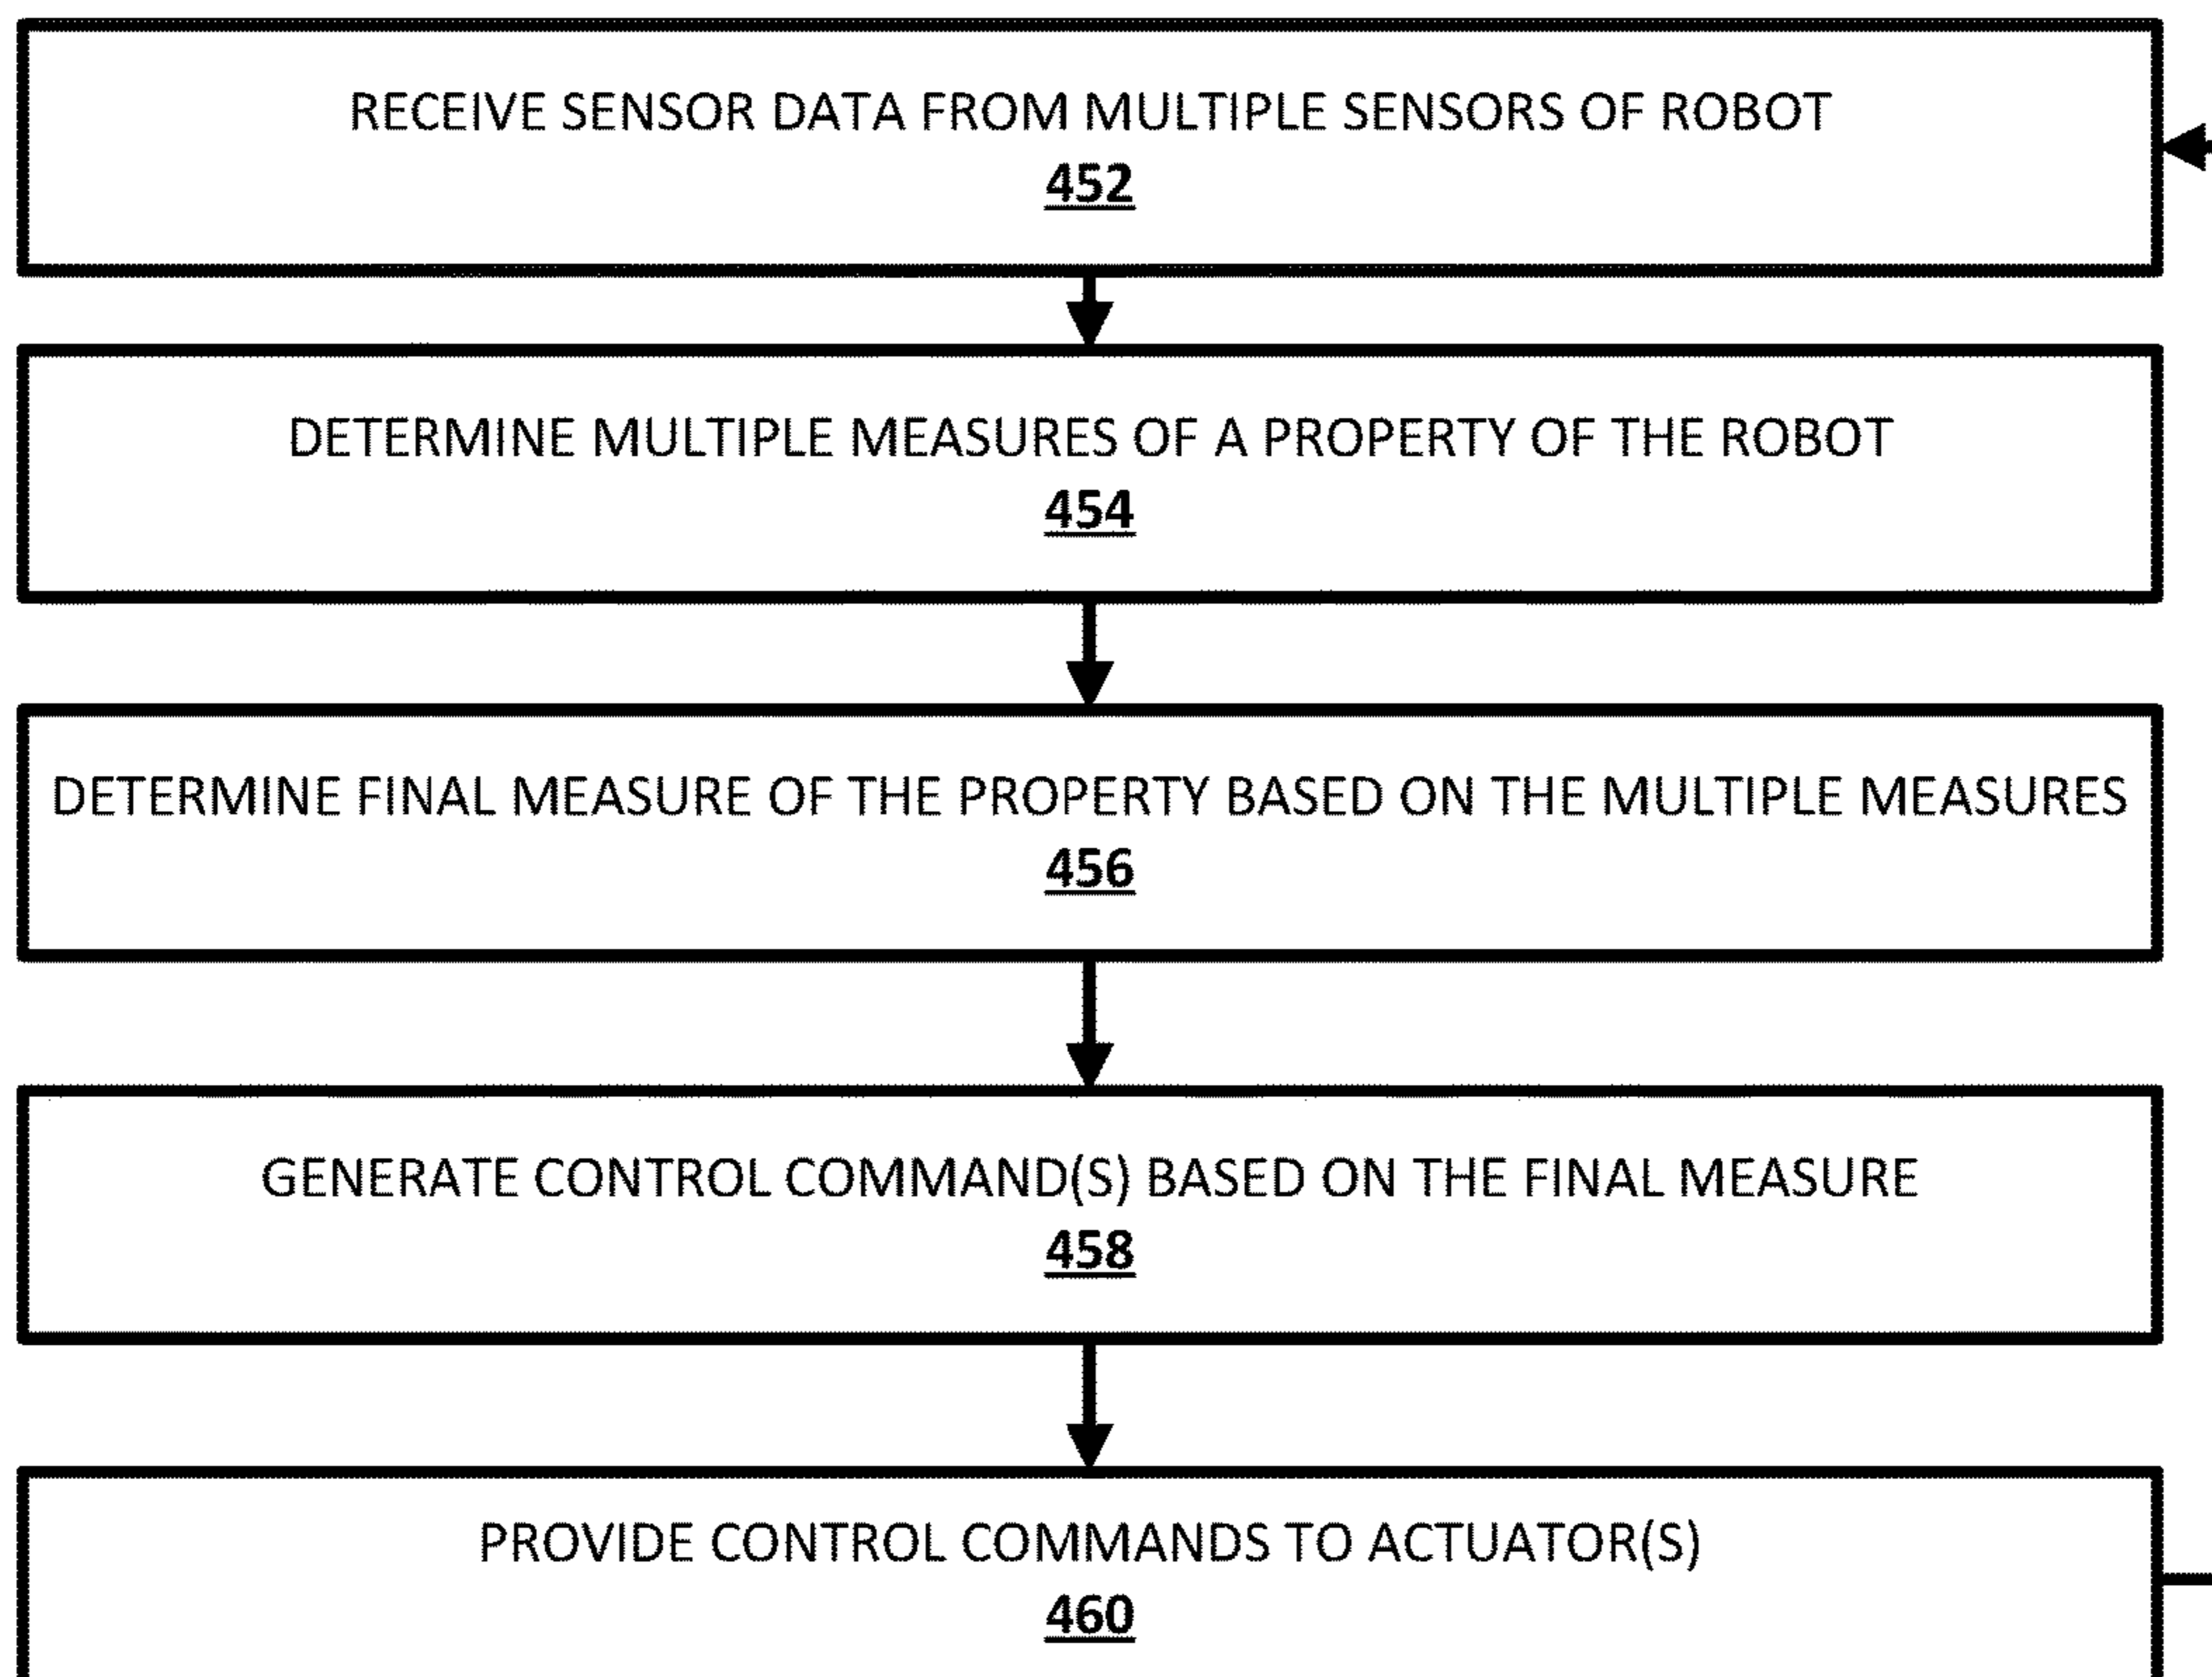 RECEIVE SENSOR DATA FROM MULTIPLE SENSORS OF ROBOT
452
DETERMINE MULTIPLE MEASURES OF A PROPERTY OF THE ROBOT
454
DETERMINE FINAL MEASURE OF THE PROPERTY BASED ON THE MULTIPLE MEASURES
456
GENERATE CONTROL COMMAND(S) BASED ON THE FINAL MEASURE
458
PROVIDE CONTROL COMMANDS TO ACTUATOR(S)
460